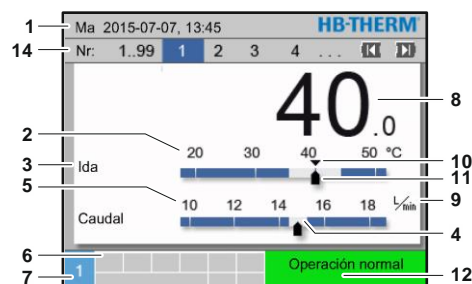 1 Ma 2015-07-07, 13:45 HB-THERM
14 Nr: 1..99 1 2 3 4 ...
40.0 8
2 20 30 40 50 °C 10
3 Ida 11
5 10 12 14 16 18 L/min 9
Caudal 4
6 Operación normal
7 1 12